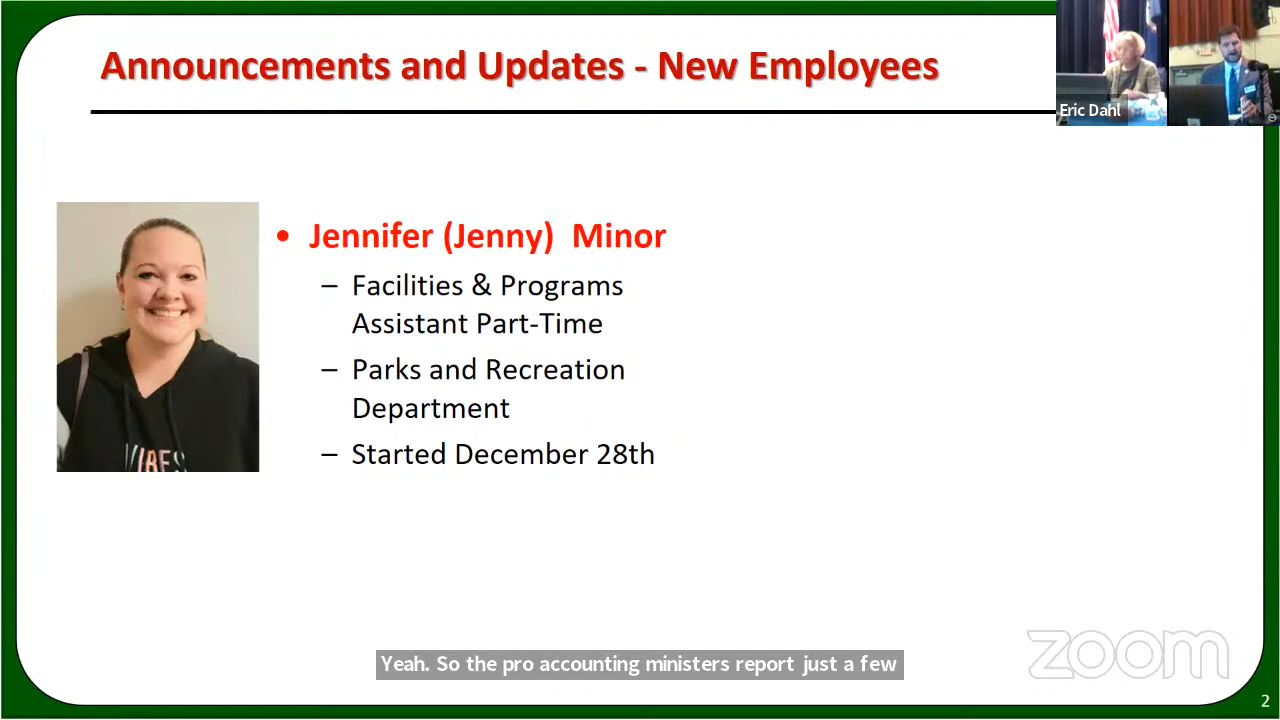 Announcements and Updates - New Employees
Eric Dahl
• Jennifer (Jenny) Minor
– Facilities & Programs
Assistant Part-Time
– Parks and Recreation
Department
– Started December 28th
VIBES
Yeah. So the pro accounting ministers report just a few
zoom
2